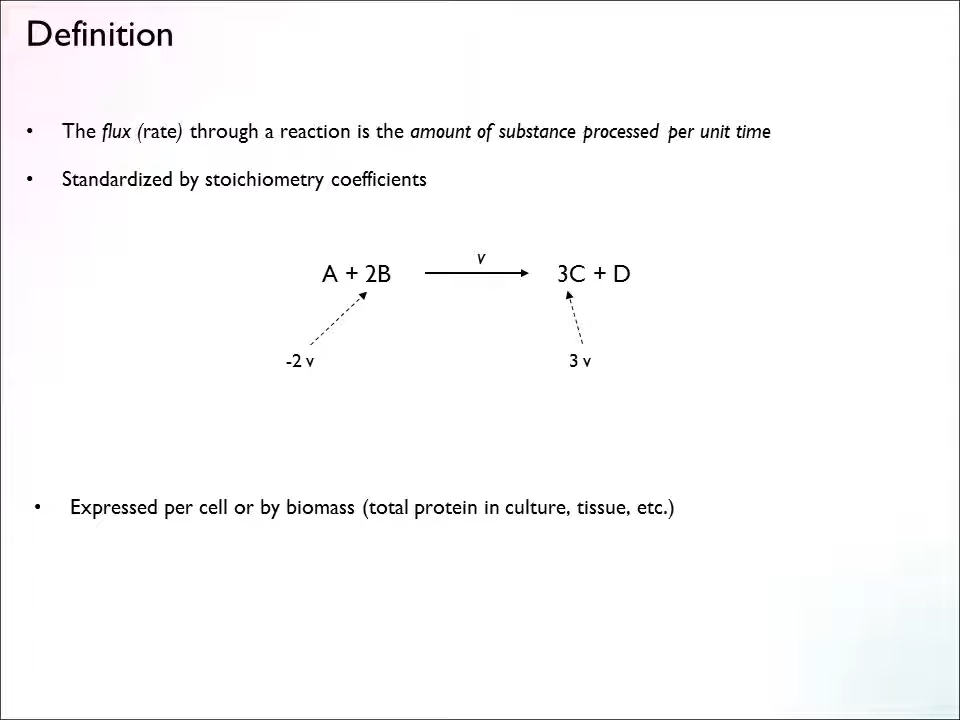 Definition
• The flux (rate) through a reaction is the amount of substance processed per unit time
• Standardized by stoichiometry coefficients
v
A + 2B 3C + D
-2 v 3 v
• Expressed per cell or by biomass (total protein in culture, tissue, etc.)